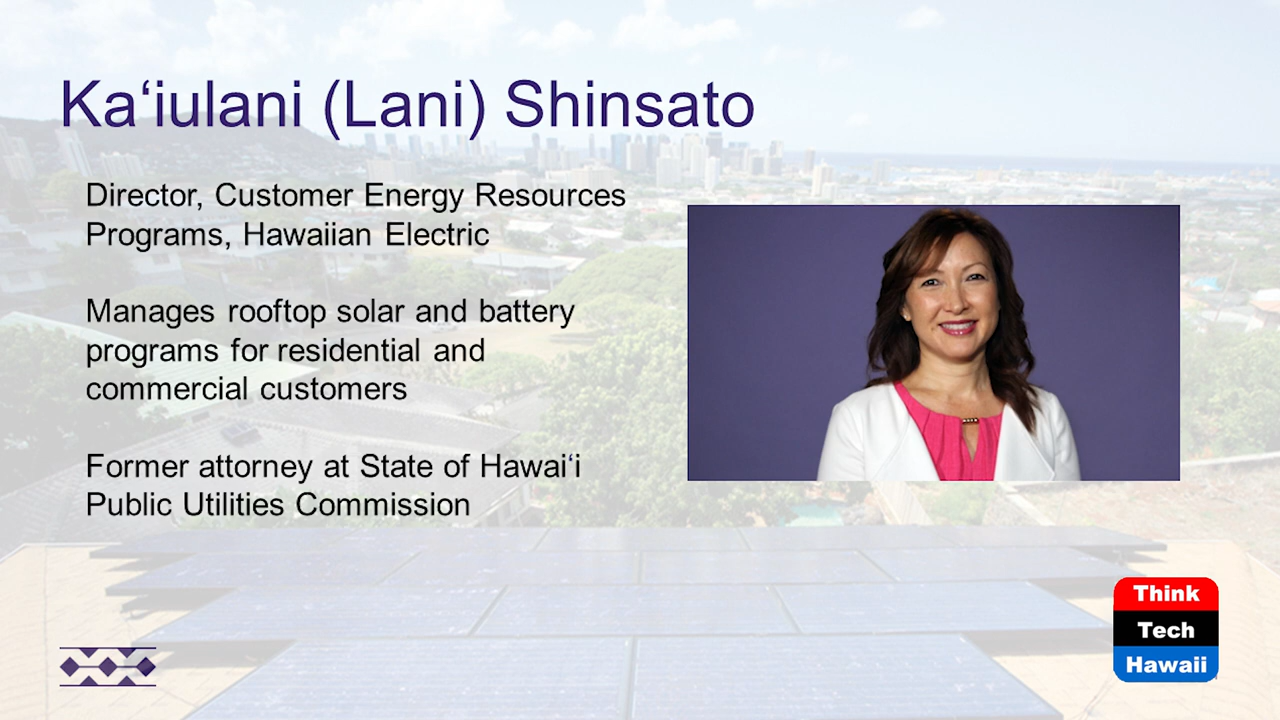 Ka‘iulani (Lani) Shinsato
Director, Customer Energy Resources
Programs, Hawaiian Electric
Manages rooftop solar and battery
programs for residential and
commercial customers
Former attorney at State of Hawai‘i
Public Utilities Commission
Think
Tech
Hawaii